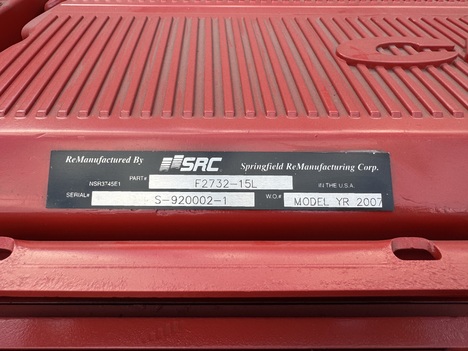 ReManufactured By SRC Springfield ReManufacturing Corp.
NSR3745E1 PART# F2732-15L IN THE U.S.A.
SERIAL# S-920002-1 W.O.# MODEL YR 2007